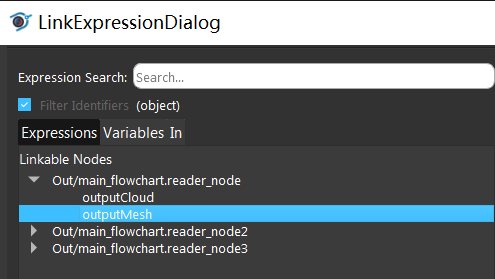 LinkExpressionDialog
Expression Search: Search...
Filter Identifiers (object)
Expressions Variables In
Linkable Nodes
Out/main_flowchart.reader_node
outputCloud
outputMesh
Out/main_flowchart.reader_node2
Out/main_flowchart.reader_node3